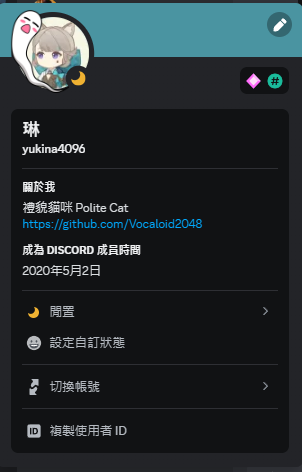 琳
yukina4096
關於我
禮貌貓咪 Polite Cat
https://github.com/Vocaloid2048
成為 DISCORD 成員時間
2020年5月2日
閒置
設定自訂狀態
切換帳號
ID 複製使用者 ID